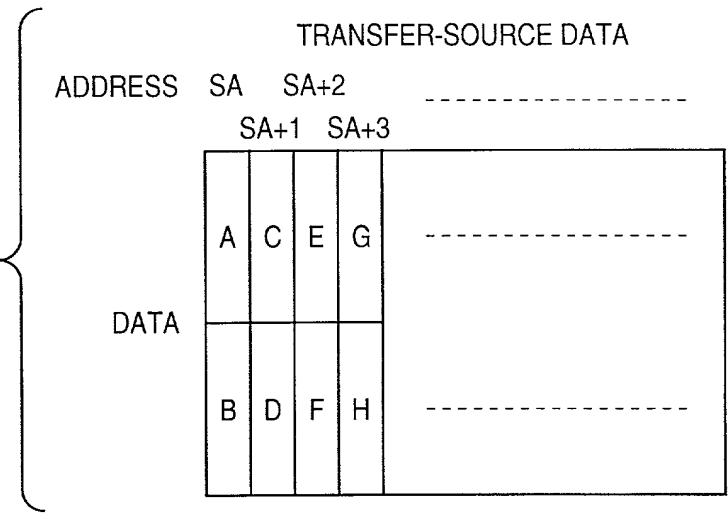 TRANSFER-SOURCE DATA
ADDRESS SA SA+2
SA+1 SA+3
A C E G
DATA
B D F H